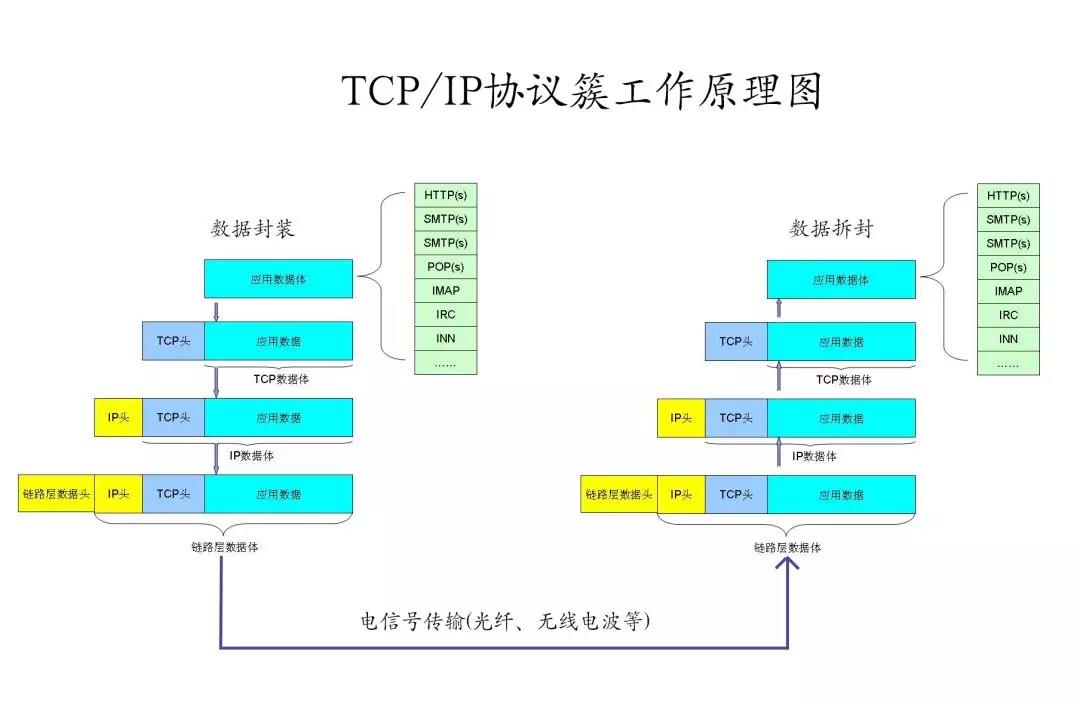 TCP/IP协议簇工作原理图
数据封装
HTTP(s)
SMTP(s)
SMTP(s)
POP(s)
IMAP
IRC
INN
……
应用数据体
TCP头
应用数据
TCP数据体
IP头
TCP头
应用数据
IP数据体
链路层数据头
IP头
TCP头
应用数据
链路层数据体
数据拆封
HTTP(s)
SMTP(s)
SMTP(s)
POP(s)
IMAP
IRC
INN
……
应用数据体
TCP头
应用数据
TCP数据体
IP头
TCP头
应用数据
IP数据体
链路层数据头
IP头
TCP头
应用数据
链路层数据体
电信号传输(光纤、无线电波等)